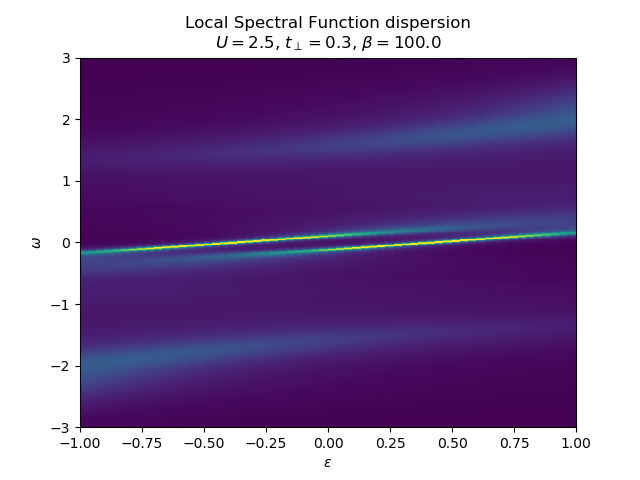 Local Spectral Function dispersion
U = 2.5, t⊥ = 0.3, β = 100.0
3
2
1
0
−1
−2
−3
ω
−1.00 −0.75 −0.50 −0.25 0.00 0.25 0.50 0.75 1.00
ε